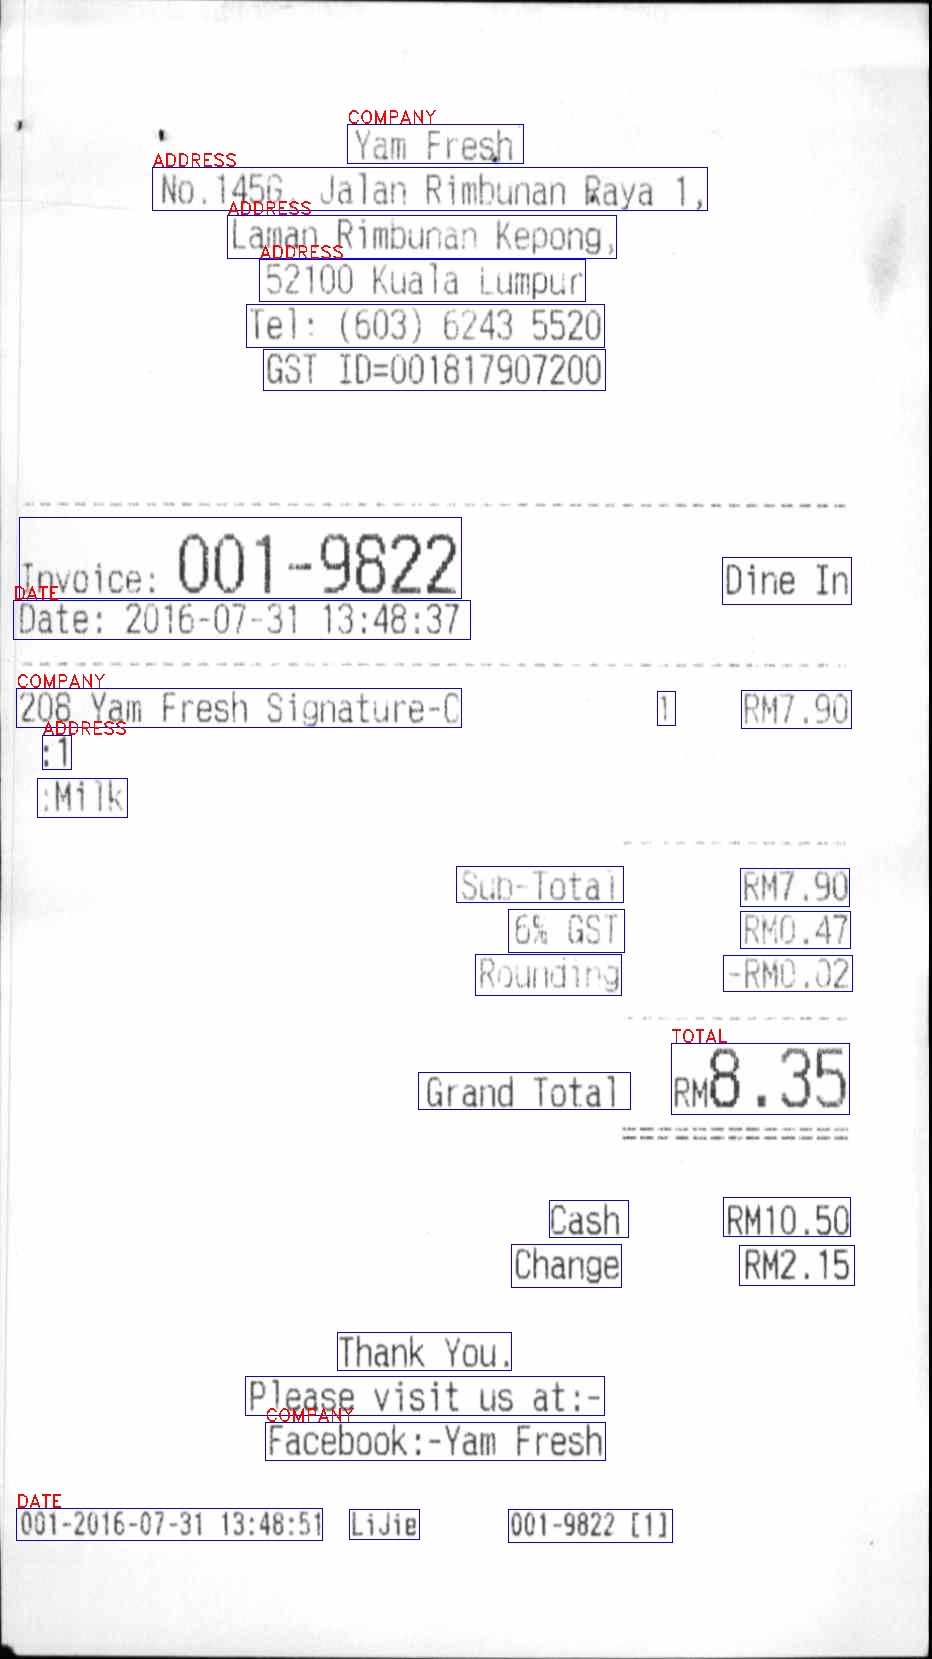 COMPANY
Yam Fresh
ADDRESS
No.145G, Jalan Rimbunan Raya 1,
ADDRESS
Laman Rimbunan Kepong,
ADDRESS
52100 Kuala Lumpur
Tel: (603) 6243 5520
GST ID=001817907200
Invoice: 001-9822 Dine In
DATE
Date: 2016-07-31 13:48:37
COMPANY
208 Yam Fresh Signature-C 1 RM7.90
ADDRESS
:1
:Milk
Sub-Total RM7.90
6% GST RM0.47
Rounding -RM0.02
TOTAL
Grand Total RM8.35
Cash RM10.50
Change RM2.15
Thank You.
Please visit us at:-
COMPANY
Facebook:-Yam Fresh
DATE
001-2016-07-31 13:48:51 LiJie 001-9822 [1]